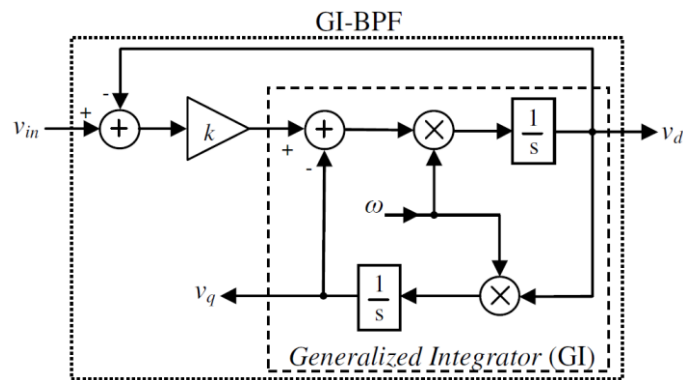 GI-BPF
-
+
v_in
+
k
+
+
-
×
1/s
v_d
ω
v_q
1/s
×
Generalized Integrator (GI)